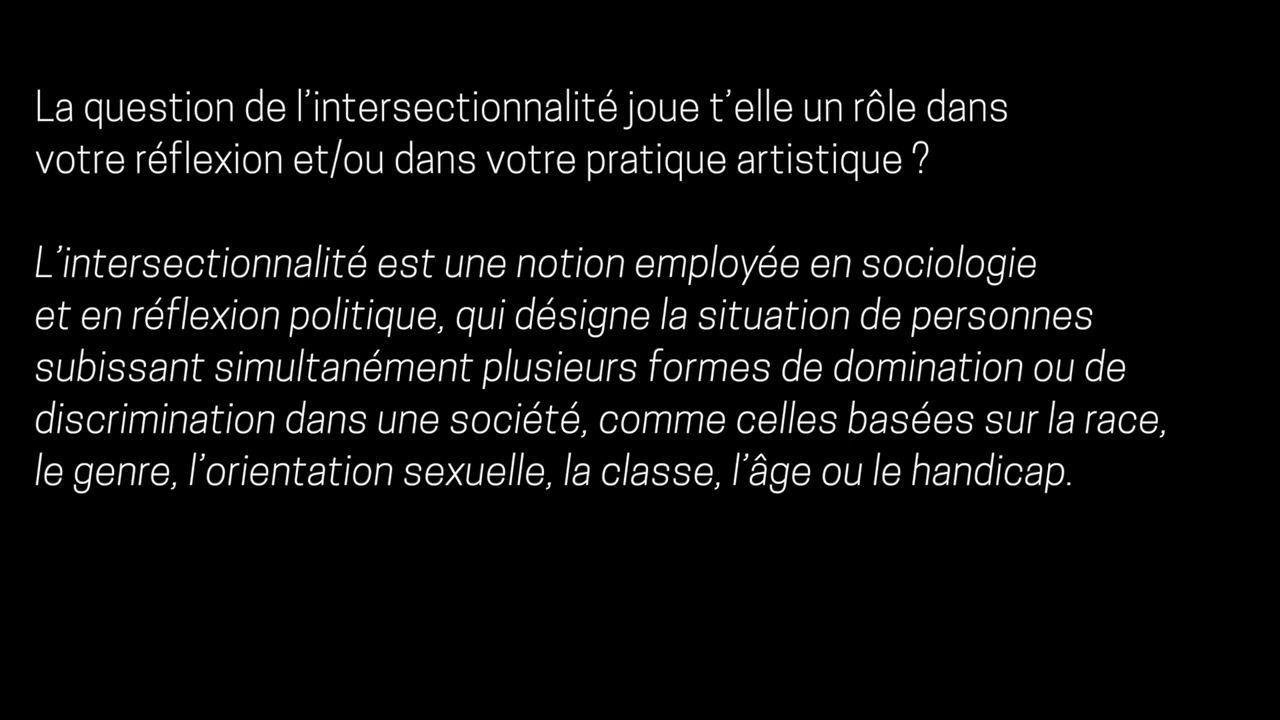 La question de l’intersectionnalité joue t’elle un rôle dans
votre réflexion et/ou dans votre pratique artistique ?
L’intersectionnalité est une notion employée en sociologie
et en réflexion politique, qui désigne la situation de personnes
subissant simultanément plusieurs formes de domination ou de
discrimination dans une société, comme celles basées sur la race,
le genre, l’orientation sexuelle, la classe, l’âge ou le handicap.